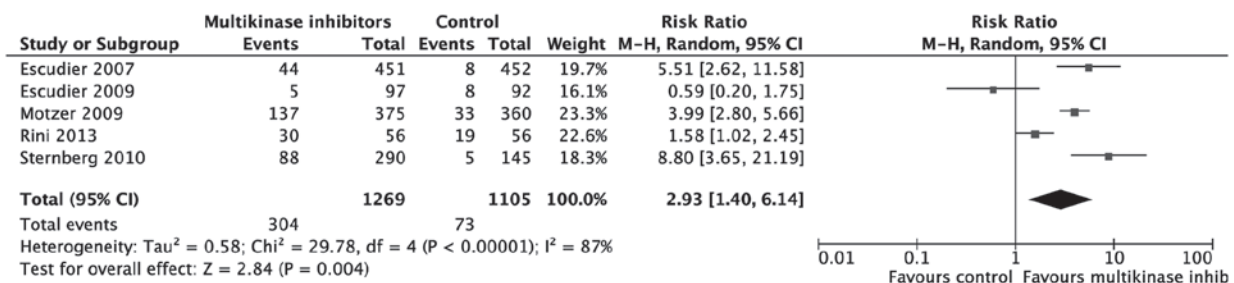 Multikinase inhibitors Control Risk Ratio Risk Ratio
Study or Subgroup Events Total Events Total Weight M-H, Random, 95% CI M-H, Random, 95% CI
Escudier 2007 44 451 8 452 19.7% 5.51 [2.62, 11.58]
Escudier 2009 5 97 8 92 16.1% 0.59 [0.20, 1.75]
Motzer 2009 137 375 33 360 23.3% 3.99 [2.80, 5.66]
Rini 2013 30 56 19 56 22.6% 1.58 [1.02, 2.45]
Sternberg 2010 88 290 5 145 18.3% 8.80 [3.65, 21.19]
Total (95% CI) 1269 1105 100.0% 2.93 [1.40, 6.14]
Total events 304 73
Heterogeneity: Tau² = 0.58; Chi² = 29.78, df = 4 (P < 0.00001); I² = 87%
Test for overall effect: Z = 2.84 (P = 0.004)
0.01 0.1 1 10 100
Favours control Favours multikinase inhib